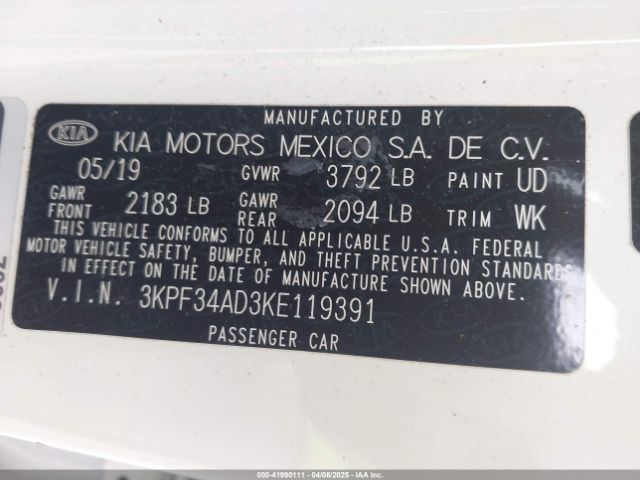 MANUFACTURED BY
KIA KIA MOTORS MEXICO S.A. DE C.V.
05/19 GVWR 3792 LB PAINT UD
GAWR FRONT 2183 LB GAWR REAR 2094 LB TRIM WK
THIS VEHICLE CONFORMS TO ALL APPLICABLE U.S.A. FEDERAL
MOTOR VEHICLE SAFETY, BUMPER, AND THEFT PREVENTION STANDARDS
IN EFFECT ON THE DATE OF MANUFACTURE SHOWN ABOVE.
V.I.N. 3KPF34AD3KE119391
PASSENGER CAR
000-41990111 - 04/08/2025 - IAAI.COM